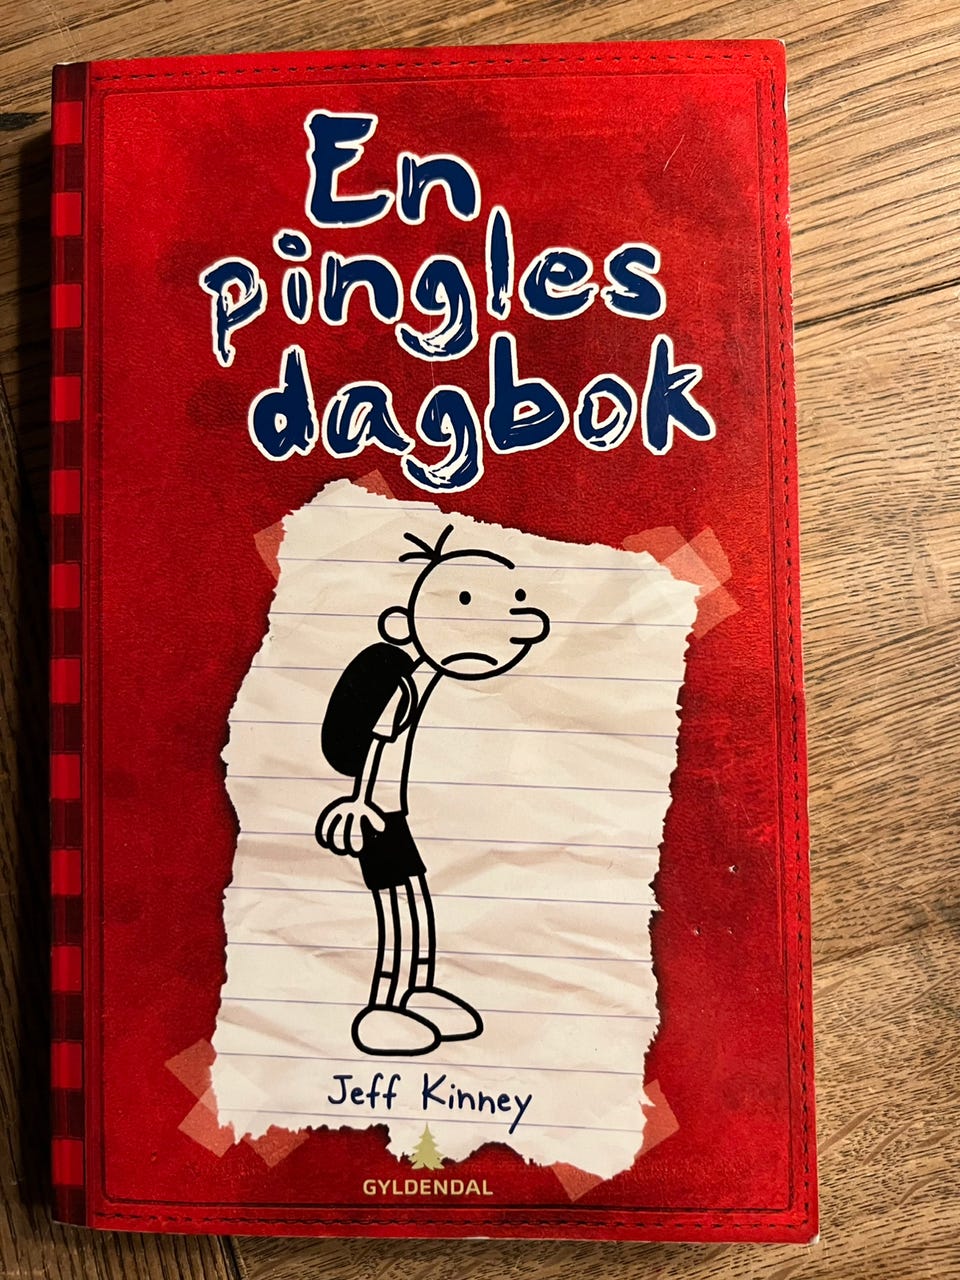 En
pingles
dagbok
Jeff Kinney
GYLDENDAL